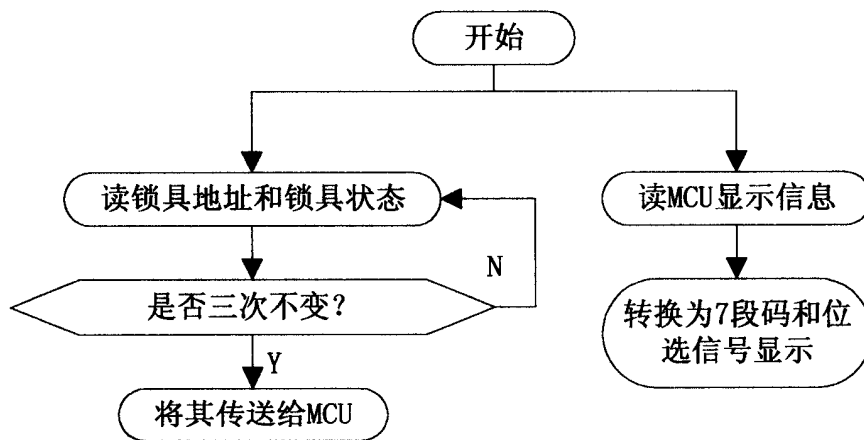 开始
读锁具地址和锁具状态
读MCU显示信息
N
是否三次不变?
转换为7段码和位
选信号显示
Y
将其传送给MCU